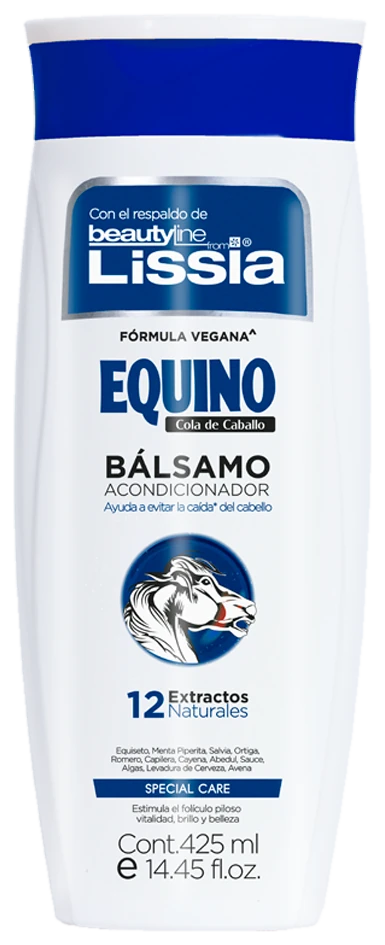 Con el respaldo de
beautyline
from
Lissia®
FÓRMULA VEGANA^
EQUINO
Cola de Caballo
BÁLSAMO
ACONDICIONADOR
Ayuda a evitar la caída* del cabello
12 Extractos
Naturales
Equiseto, Menta Piperita, Salvia, Ortiga,
Romero, Capilera, Cayena, Abedul, Sauce,
Algas, Levadura de Cerveza, Avena
SPECIAL CARE
Estimula el folículo piloso
vitalidad, brillo y belleza
Cont.425 ml
e 14.45 fl.oz.